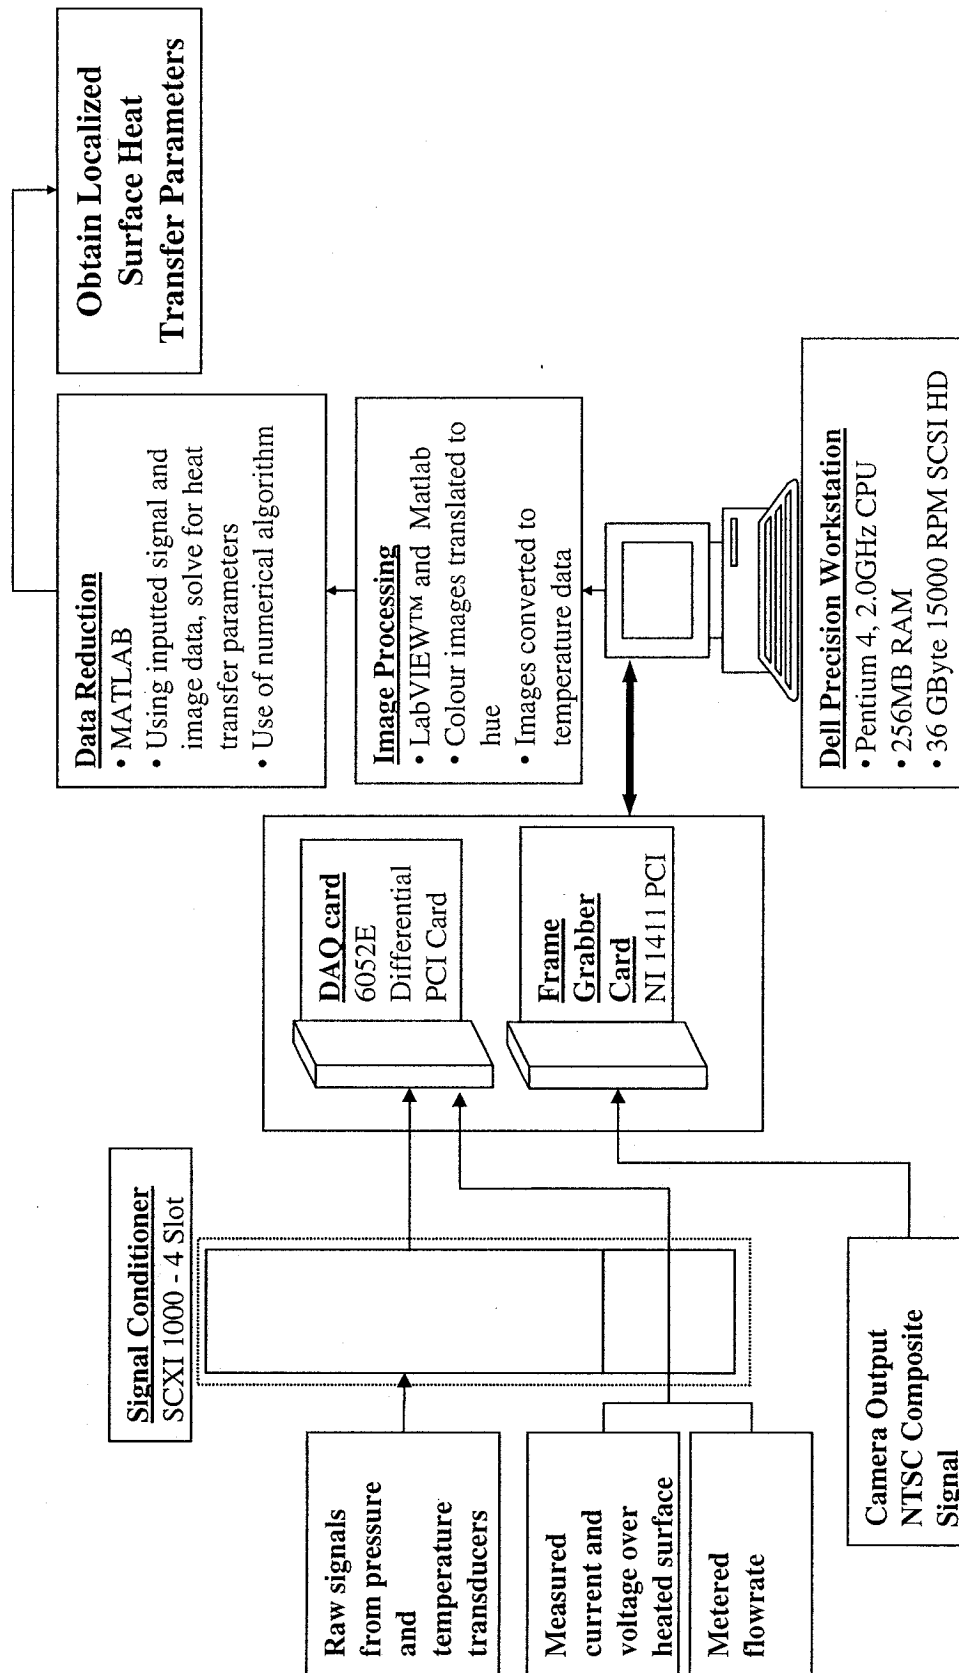 Raw signals
from pressure
and
temperature
transducers
Measured
current and
voltage over
heated surface
Metered
flowrate
Camera Output
NTSC Composite
Signal
Signal Conditioner
SCXI 1000 - 4 Slot
DAQ card
6052E
Differential
PCI Card
Frame
Grabber
Card
NI 1411 PCI
Data Reduction
• MATLAB
• Using inputted signal and
image data, solve for heat
transfer parameters
• Use of numerical algorithm
Image Processing
• LabVIEW™ and Matlab
• Colour images translated to
hue
• Images converted to
temperature data
Dell Precision Workstation
• Pentium 4, 2.0GHz CPU
• 256MB RAM
• 36 GByte 15000 RPM SCSI HD
Obtain Localized
Surface Heat
Transfer Parameters